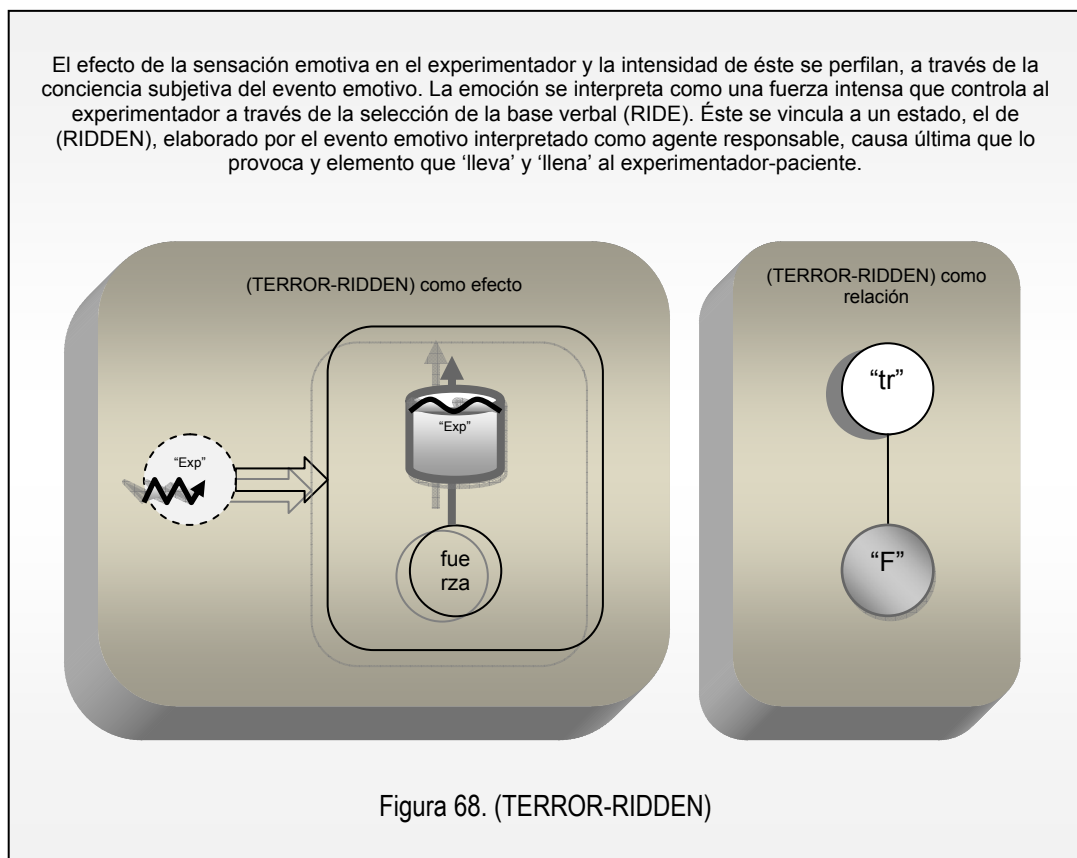 El efecto de la sensación emotiva en el experimentador y la intensidad de éste se perfilan, a través de la
conciencia subjetiva del evento emotivo. La emoción se interpreta como una fuerza intensa que controla al
experimentador a través de la selección de la base verbal (RIDE). Éste se vincula a un estado, el de
(RIDDEN), elaborado por el evento emotivo interpretado como agente responsable, causa última que lo
provoca y elemento que ‘lleva’ y ‘llena’ al experimentador-paciente.
(TERROR-RIDDEN) como efecto
“Exp”
“Exp”
fue
rza
(TERROR-RIDDEN) como
relación
“tr”
“F”
Figura 68. (TERROR-RIDDEN)